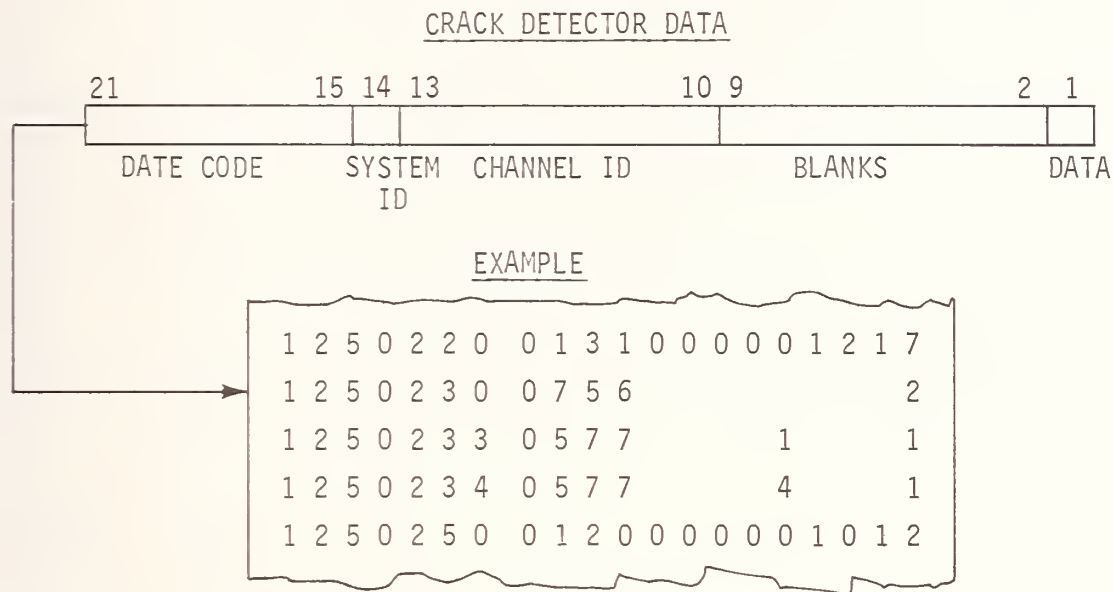 CRACK DETECTOR DATA
21 15 14 13 10 9 2 1
DATE CODE SYSTEM ID CHANNEL ID BLANKS DATA
EXAMPLE
1 2 5 0 2 2 0 0 1 3 1 0 0 0 0 0 1 2 1 7
1 2 5 0 2 3 0 0 7 5 6 2
1 2 5 0 2 3 3 0 5 7 7 1 1
1 2 5 0 2 3 4 0 5 7 7 4 1
1 2 5 0 2 5 0 0 1 2 0 0 0 0 0 0 1 0 1 2